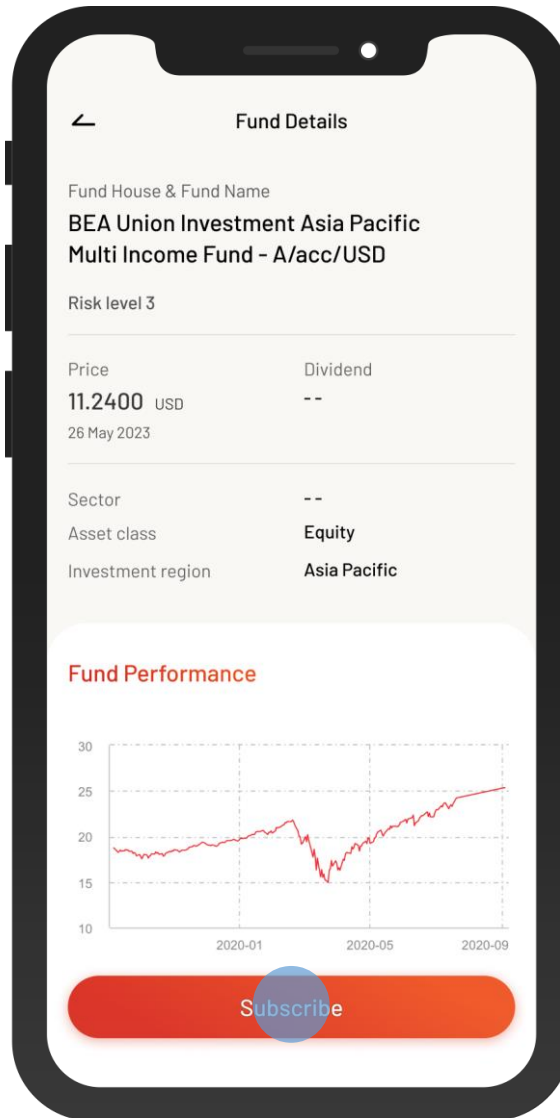 Fund Details
Fund House & Fund Name
BEA Union Investment Asia Pacific
Multi Income Fund - A/acc/USD
Risk level 3
Price
Dividend
11.2400 USD
--
26 May 2023
Sector
--
Asset class
Equity
Investment region
Asia Pacific
Fund Performance
30
25
20
15
10
2020-01
2020-05
2020-09
Subscribe